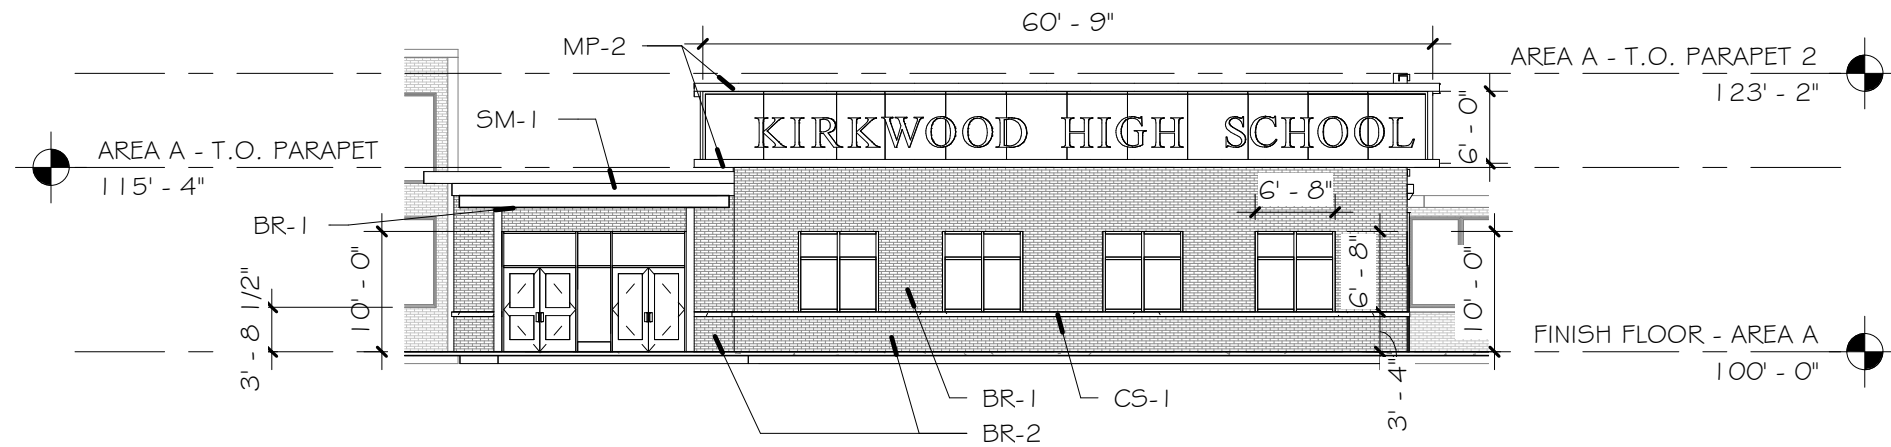 60' - 9"
MP-2
AREA A - T.O. PARAPET 2
123' - 2"
SM-1
KIRKWOOD HIGH SCHOOL
6' - 0"
AREA A - T.O. PARAPET
115' - 4"
6' - 8"
BR-1
10' - 0"
6' - 8"
10' - 0"
3' - 8 1/2"
FINISH FLOOR - AREA A
100' - 0"
3' - 4"
BR-1
CS-1
BR-2